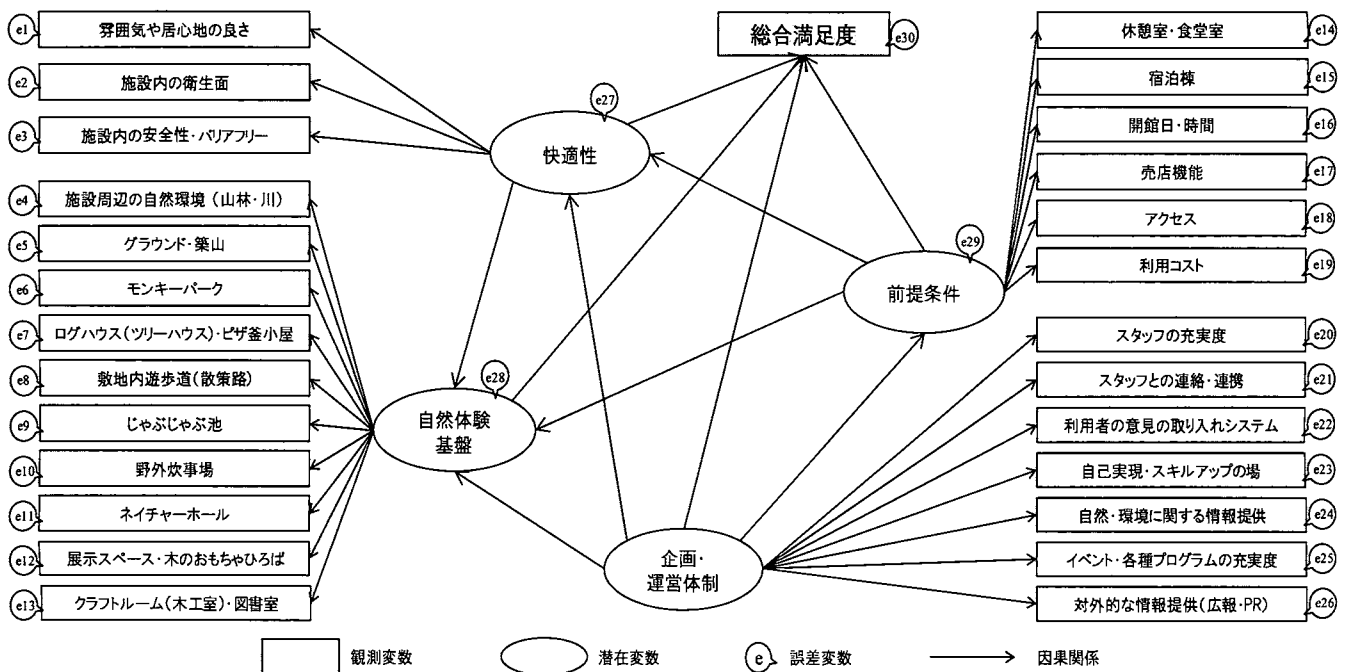 e1 雰囲気や居心地の良さ
e2 施設内の衛生面
e3 施設内の安全性・バリアフリー
e4 施設周辺の自然環境（山林・川）
e5 グラウンド・築山
e6 モンキーパーク
e7 ログハウス(ツリーハウス)・ピザ釜小屋
e8 敷地内遊歩道(散策路)
e9 じゃぶじゃぶ池
e10 野外炊事場
e11 ネイチャーホール
e12 展示スペース・木のおもちゃひろば
e13 クラフトルーム(木工室)・図書室
総合満足度 e30
e27
快適性
e29
前提条件
e28
自然体験
基盤
企画・
運営体制
休憩室・食堂室 e14
宿泊棟 e15
開館日・時間 e16
売店機能 e17
アクセス e18
利用コスト e19
スタッフの充実度 e20
スタッフとの連絡・連携 e21
利用者の意見の取り入れシステム e22
自己実現・スキルアップの場 e23
自然・環境に関する情報提供 e24
イベント・各種プログラムの充実度 e25
対外的な情報提供(広報・PR) e26
観測変数
潜在変数
e 誤差変数
因果関係